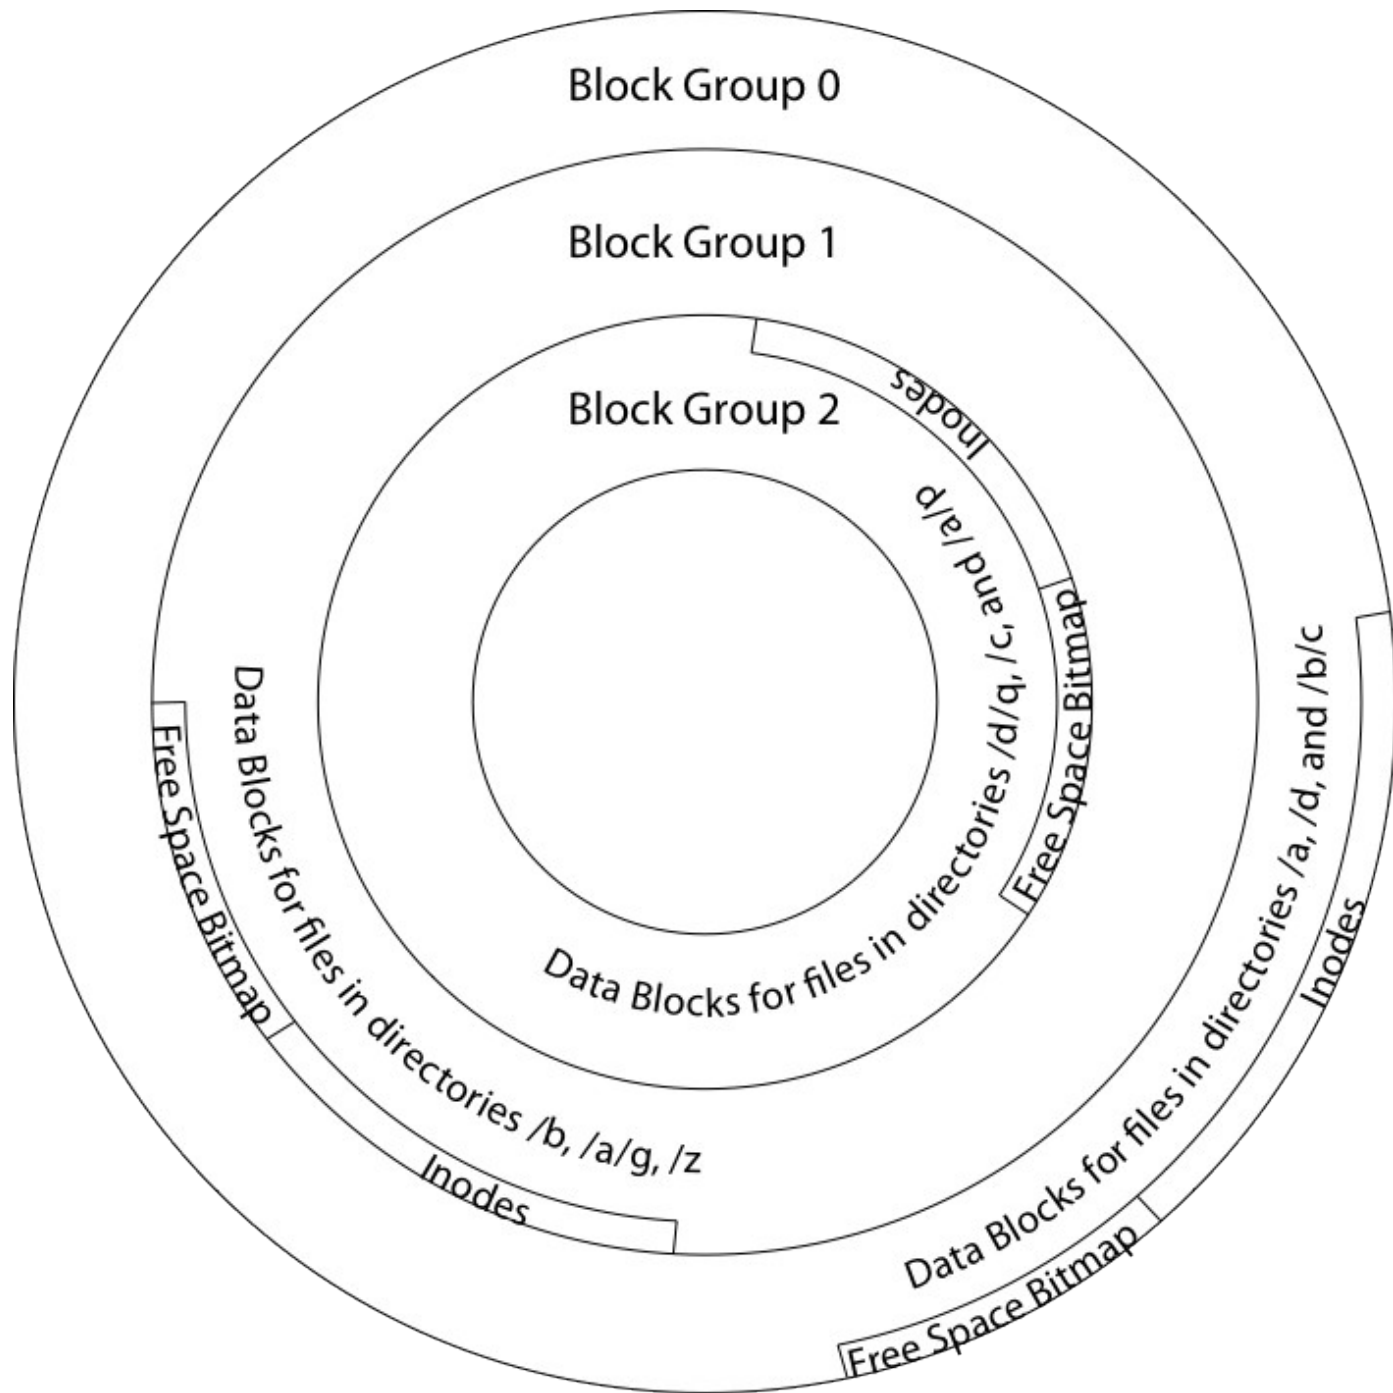 Block Group 0
Block Group 1
Block Group 2
Inodes
Free Space Bitmap
Data Blocks for files in directories /d/q, /c, and /a/p
Data Blocks for files in directories /b, /a/g, /z
Free Space Bitmap
Inodes
Data Blocks for files in directories /a, /d, and /b/c
Inodes
Free Space Bitmap